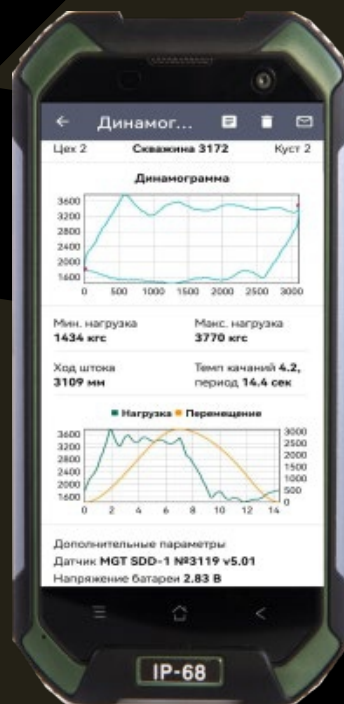 Динамог...
Цех 2 Скважина 3172 Куст 2
Динамограмма
3600
3200
2800
2400
2000
1600
0 500 1000 1500 2000 2500 3000
Мин. нагрузка Макс. нагрузка
1434 кгс 3770 кгс
Ход штока Темп качаний 4.2,
3109 мм период 14.4 сек
Нагрузка Перемещение
3600 3000
3200 2500
2800 2000
2400 1500
2000 1000
1600 500
0
0 2 4 6 8 10 12 14
Дополнительные параметры
Датчик MGT SDD-1 №3119 v5.01
Напряжение батареи 2.83 В
IP-68